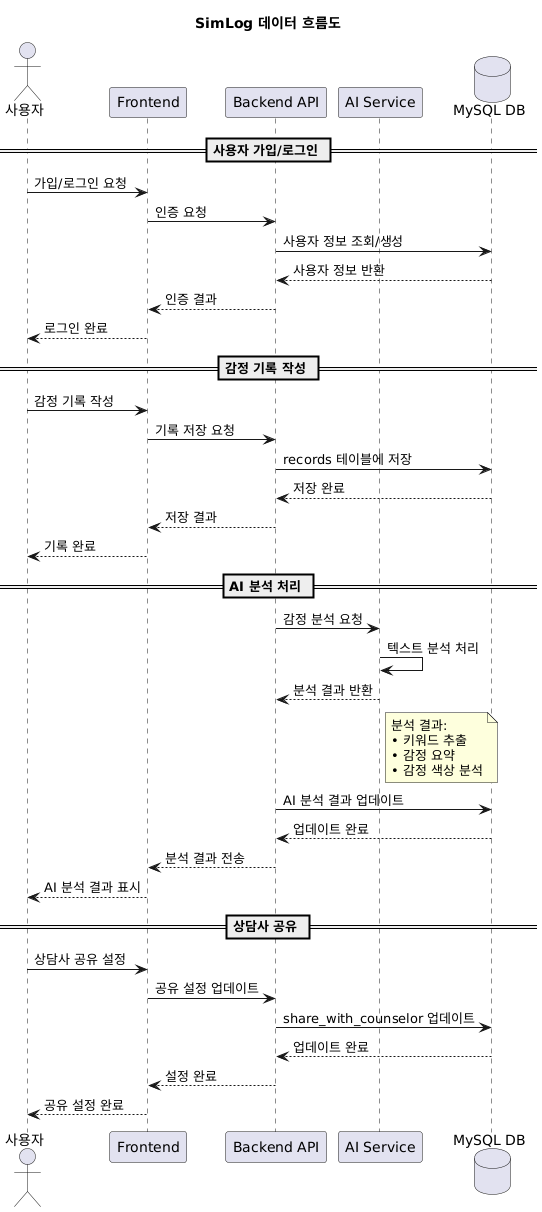 SimLog 데이터 흐름도
사용자
Frontend
Backend API
AI Service
MySQL DB
사용자 가입/로그인
가입/로그인 요청
인증 요청
사용자 정보 조회/생성
사용자 정보 반환
인증 결과
로그인 완료
감정 기록 작성
감정 기록 작성
기록 저장 요청
records 테이블에 저장
저장 완료
저장 결과
기록 완료
AI 분석 처리
감정 분석 요청
텍스트 분석 처리
분석 결과 반환
분석 결과:
• 키워드 추출
• 감정 요약
• 감정 색상 분석
AI 분석 결과 업데이트
업데이트 완료
분석 결과 전송
AI 분석 결과 표시
상담사 공유
상담사 공유 설정
공유 설정 업데이트
share_with_counselor 업데이트
업데이트 완료
설정 완료
공유 설정 완료
사용자
Frontend
Backend API
AI Service
MySQL DB